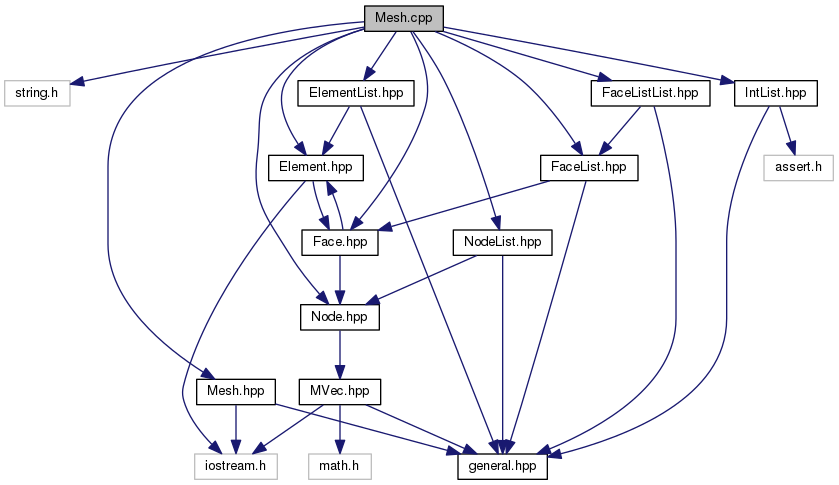 Mesh.cpp
string.h
ElementList.hpp
FaceListList.hpp
IntList.hpp
Element.hpp
FaceList.hpp
assert.h
Face.hpp
NodeList.hpp
Node.hpp
Mesh.hpp
MVec.hpp
iostream.h
math.h
general.hpp